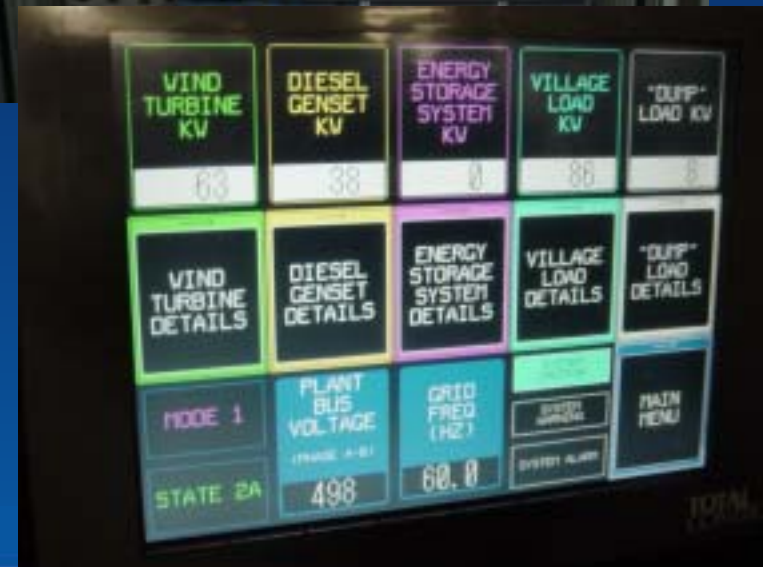 WIND
TURBINE
KW
63
DIESEL
GENSET
KW
38
ENERGY
STORAGE
SYSTEM
KW
0
VILLAGE
LOAD
KW
86
"DUMP"
LOAD KW
8
WIND
TURBINE
DETAILS
DIESEL
GENSET
DETAILS
ENERGY
STORAGE
SYSTEM
DETAILS
VILLAGE
LOAD
DETAILS
"DUMP"
LOAD
DETAILS
MODE 1
STATE 2A
PLANT
BUS
VOLTAGE
(PHASE A-B)
498
GRID
FREQ
(HZ)
60.0
SYSTEM
WARNING
SYSTEM ALARM
MAIN
MENU
TOTAL